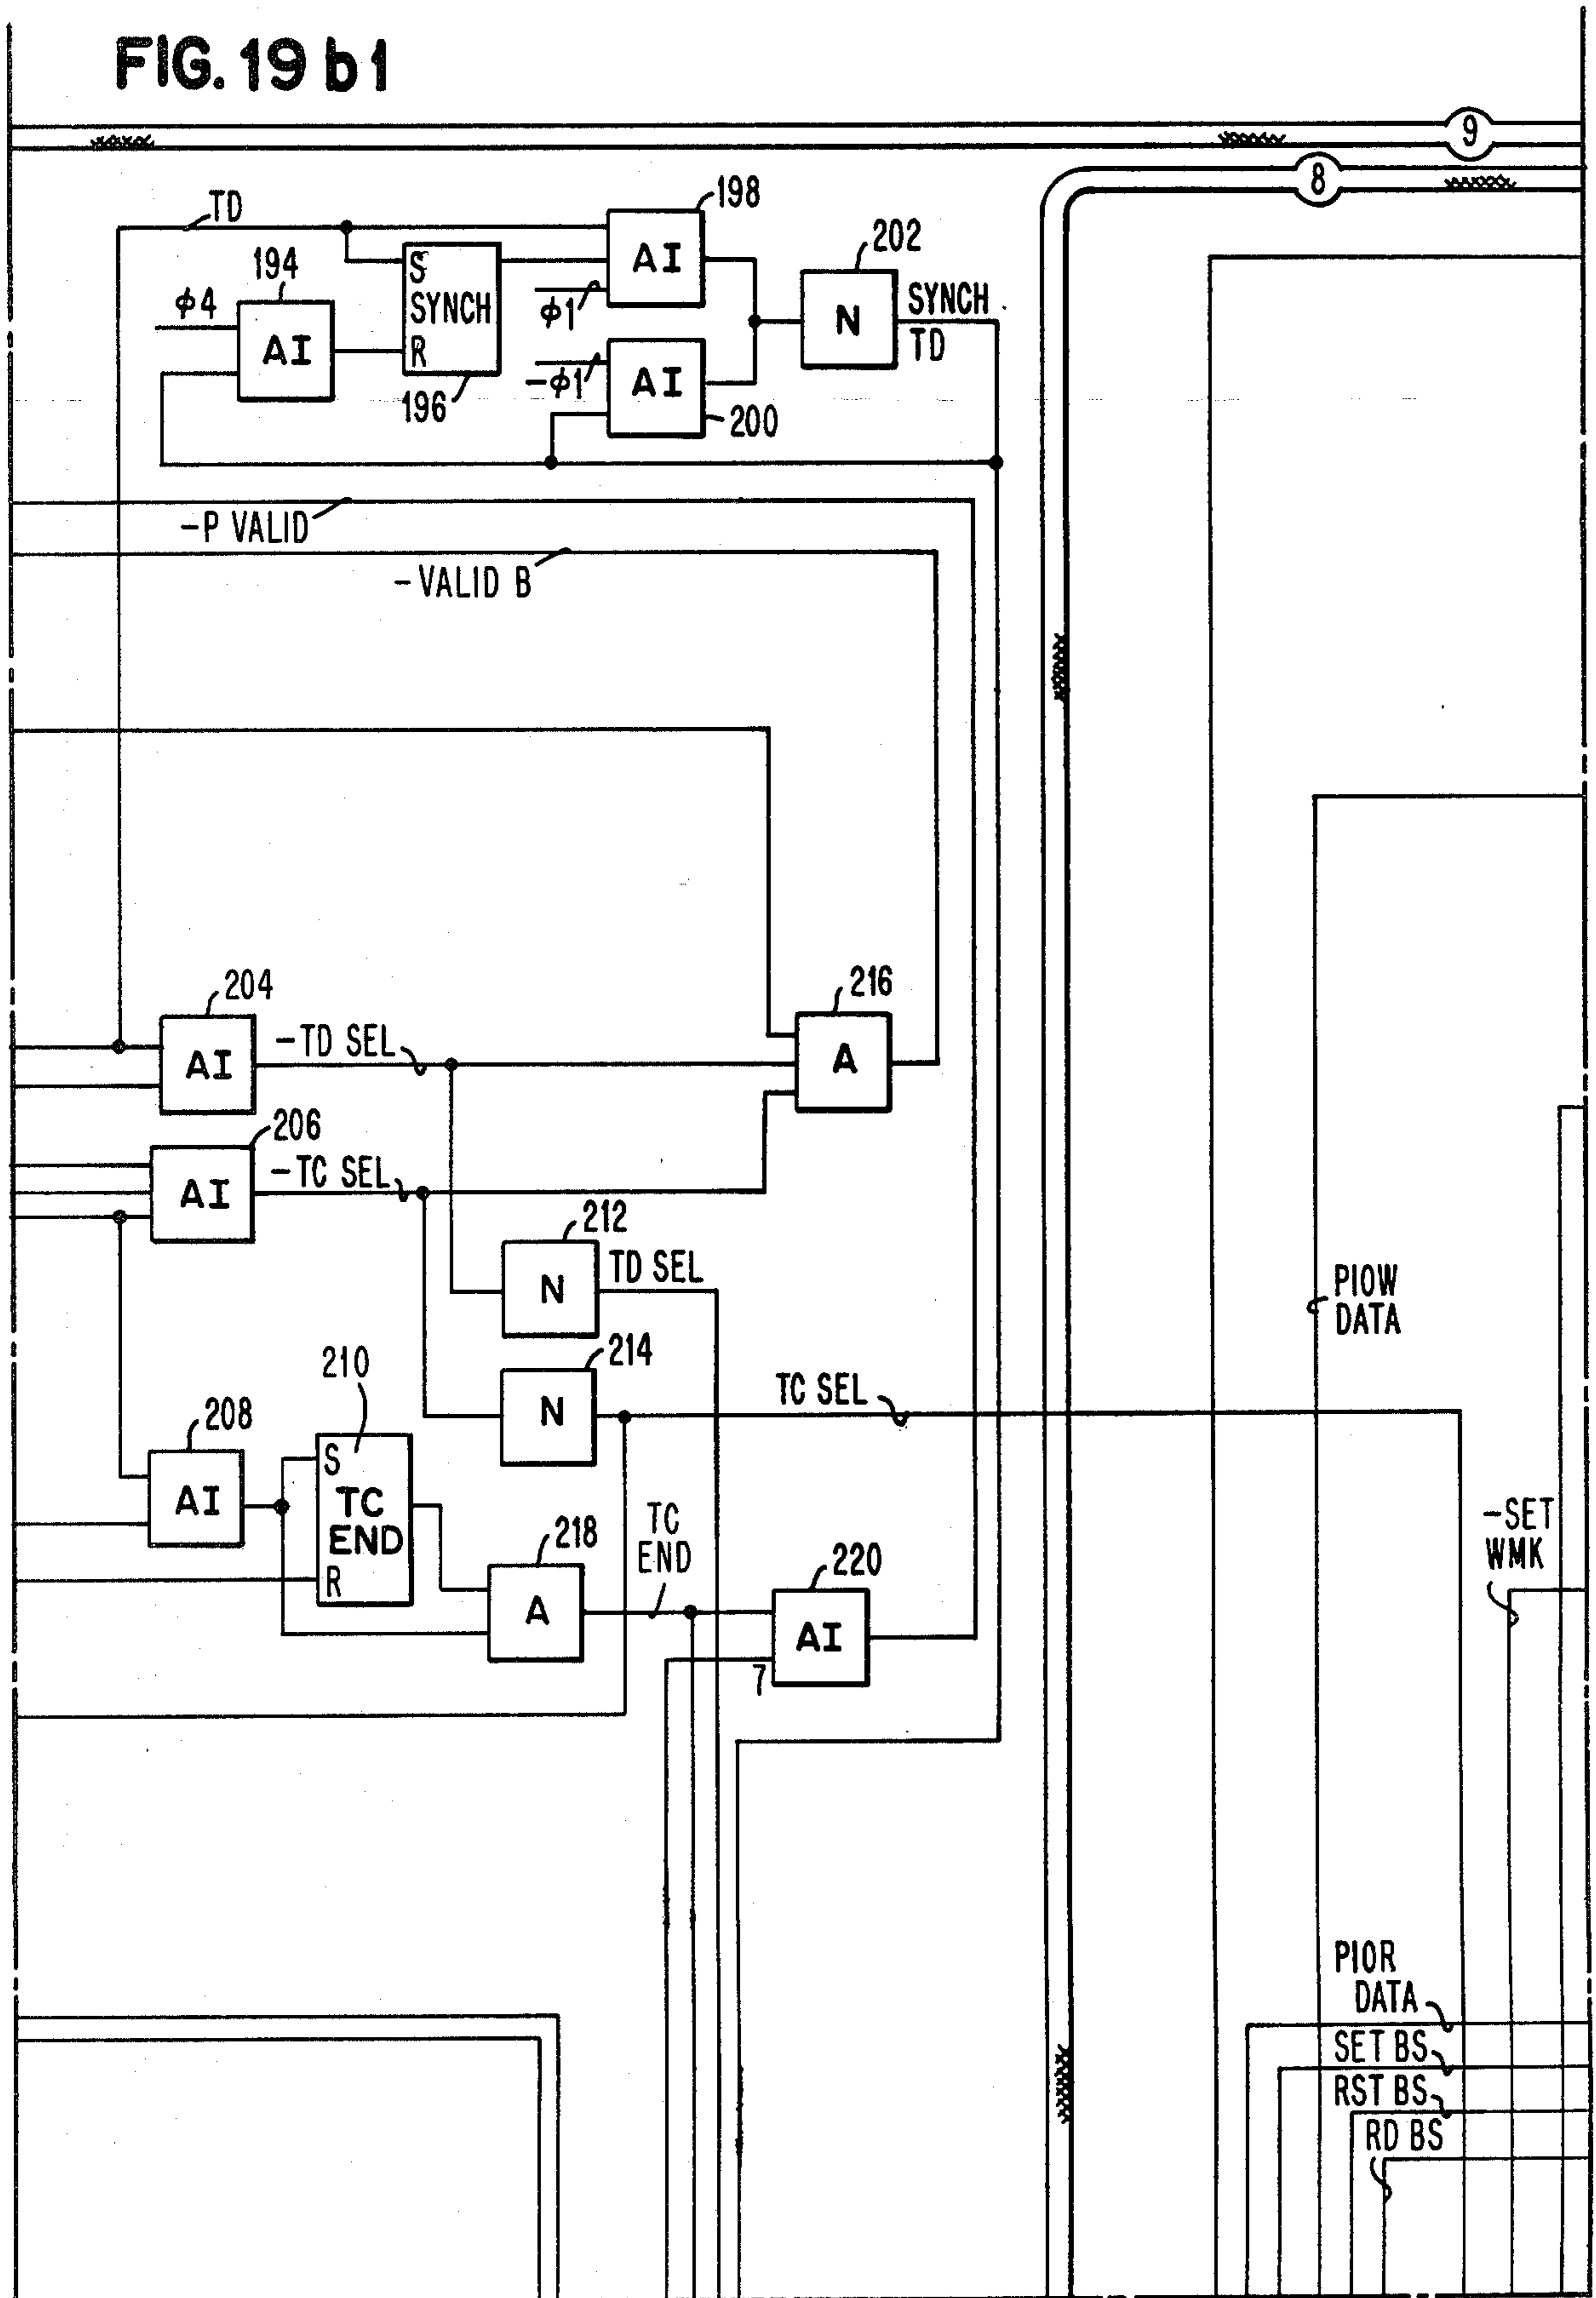 FIG. 19 b1
9
8
TD
198
202
194
S
AI
SYNCH
φ4
SYNCH
φ1
N
TD
AI
R
-φ1
AI
196
200
-P VALID
-VALID B
204
216
-TD SEL
AI
A
206
-TC SEL
AI
212
TD SEL
N
PIOW
DATA
214
210
TC SEL
N
208
S
AI
TC
END
TC
END
-SET
WMK
218
220
R
A
AI
7
PIOR
DATA
SET BS
RST BS
RD BS